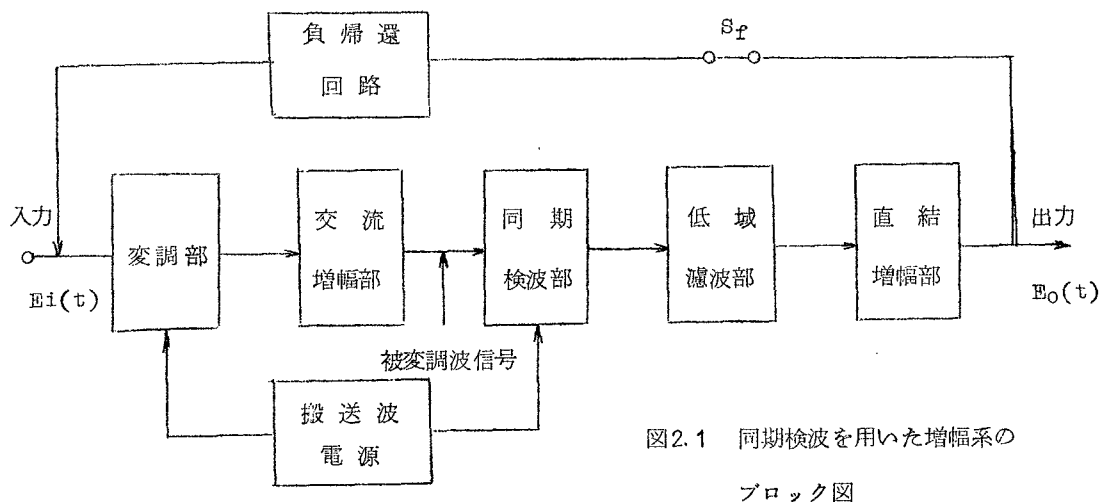 負帰還
回路
Sf
入力
Ei(t)
変調部
交流
増幅部
同期
検波部
低域
濾波部
直結
増幅部
出力
Eo(t)
被変調波信号
搬送波
電源
図2.1 同期検波を用いた増幅系の
ブロック図